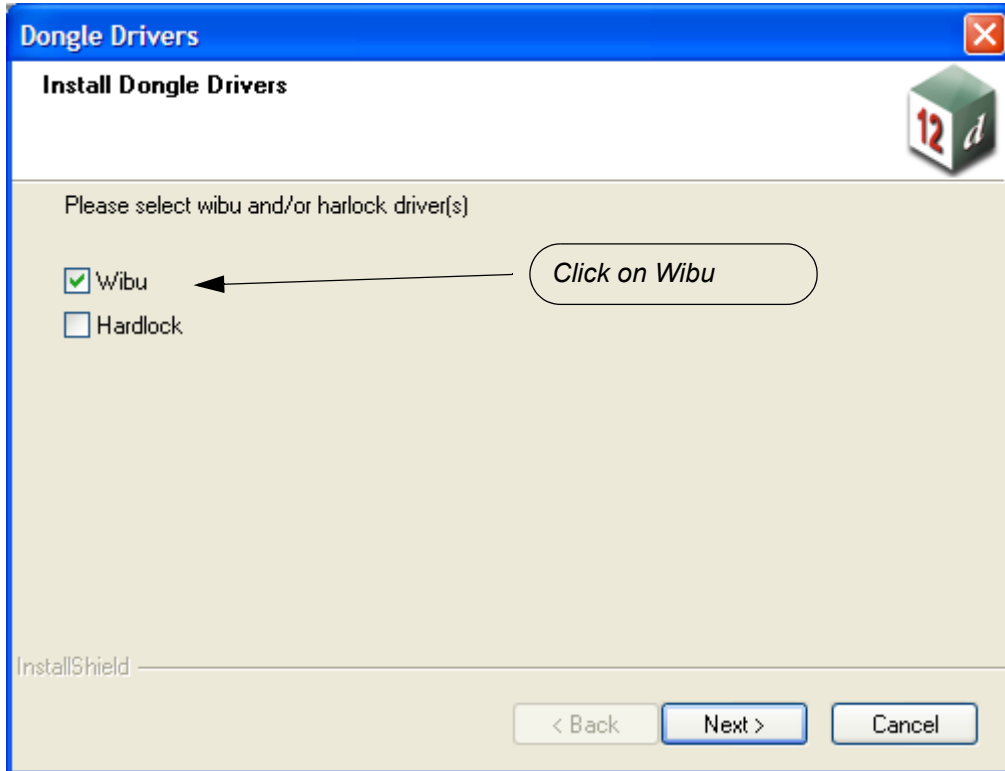 Dongle Drivers
Install Dongle Drivers
12 d
Please select wibu and/or harlock driver(s)
Wibu
Click on Wibu
Hardlock
InstallShield
< Back Next > Cancel